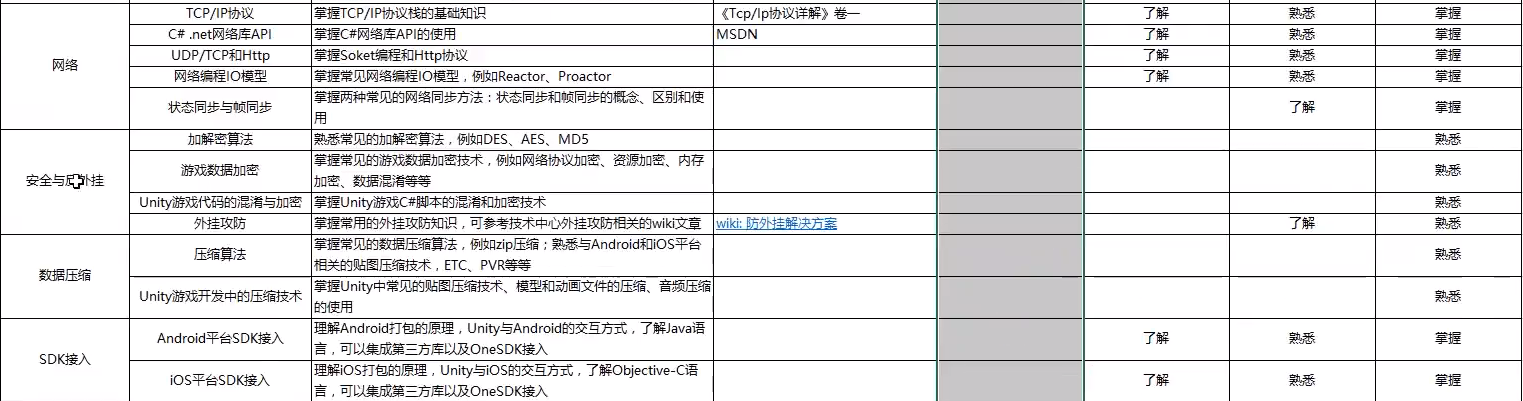 网络
TCP/IP协议
掌握TCP/IP协议栈的基础知识
《Tcp/Ip协议详解》卷一
了解
熟悉
掌握
C# .net网络库API
掌握C#网络库API的使用
MSDN
了解
熟悉
掌握
UDP/TCP和Http
掌握Soket编程和Http协议
了解
熟悉
掌握
网络编程IO模型
掌握常见网络编程IO模型，例如Reactor、Proactor
了解
熟悉
掌握
状态同步与帧同步
掌握两种常见的网络同步方法：状态同步和帧同步的概念、区别和使
用
了解
掌握
安全与反外挂
加解密算法
熟悉常见的加解密算法，例如DES、AES、MD5
熟悉
游戏数据加密
掌握常见的游戏数据加密技术，例如网络协议加密、资源加密、内存
加密、数据混淆等等
熟悉
Unity游戏代码的混淆与加密
掌握Unity游戏C#脚本的混淆和加密技术
熟悉
外挂攻防
掌握常用的外挂攻防知识，可参考技术中心外挂攻防相关的wiki文章
wiki: 防外挂解决方案
了解
熟悉
数据压缩
压缩算法
掌握常见的数据压缩算法，例如zip压缩；熟悉与Android和iOS平台
相关的贴图压缩技术，ETC、PVR等等
熟悉
Unity游戏开发中的压缩技术
掌握Unity中常见的贴图压缩技术、模型和动画文件的压缩、音频压缩
的使用
熟悉
SDK接入
Android平台SDK接入
理解Android打包的原理，Unity与Android的交互方式，了解Java语
言，可以集成第三方库以及OneSDK接入
了解
熟悉
掌握
iOS平台SDK接入
理解iOS打包的原理，Unity与iOS的交互方式，了解Objective-C语
言，可以集成第三方库以及OneSDK接入
了解
熟悉
掌握